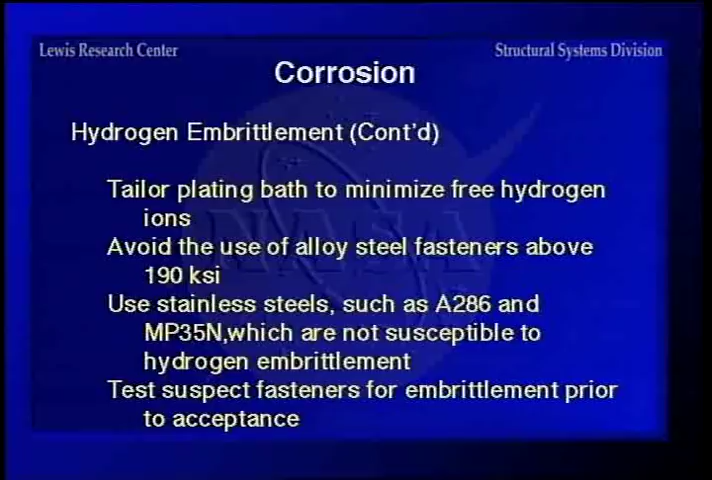 Lewis Research Center
Structural Systems Division
Corrosion
Hydrogen Embrittlement (Cont'd)
Tailor plating bath to minimize free hydrogen
ions
Avoid the use of alloy steel fasteners above
190 ksi
Use stainless steels, such as A286 and
MP35N,which are not susceptible to
hydrogen embrittlement
Test suspect fasteners for embrittlement prior
to acceptance
NASA